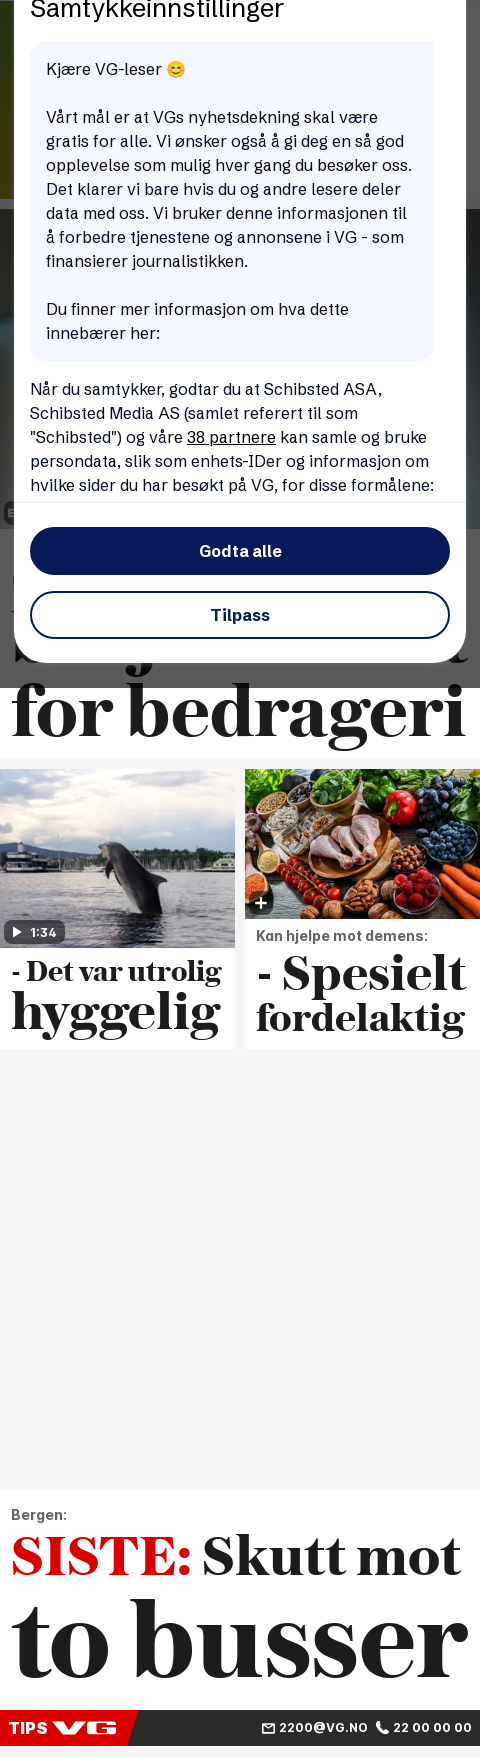 Samtykkeinnstillinger
Kjære VG-leser 😊
Vårt mål er at VGs nyhetsdekning skal være
gratis for alle. Vi ønsker også å gi deg en så god
opplevelse som mulig hver gang du besøker oss.
Det klarer vi bare hvis du og andre lesere deler
data med oss. Vi bruker denne informasjonen til
å forbedre tjenestene og annonsene i VG - som
finansierer journalistikken.
Du finner mer informasjon om hva dette
innebærer her:
Når du samtykker, godtar du at Schibsted ASA,
Schibsted Media AS (samlet referert til som
"Schibsted") og våre 38 partnere kan samle og bruke
persondata, slik som enhets-IDer og informasjon om
hvilke sider du har besøkt på VG, for disse formålene:
Godta alle
Tilpass
for bedrageri
1:34
- Det var utrolig
hyggelig
Kan hjelpe mot demens:
- Spesielt
fordelaktig
Bergen:
SISTE: Skutt mot
to busser
TIPS VG 2200@VG.NO 22 00 00 00